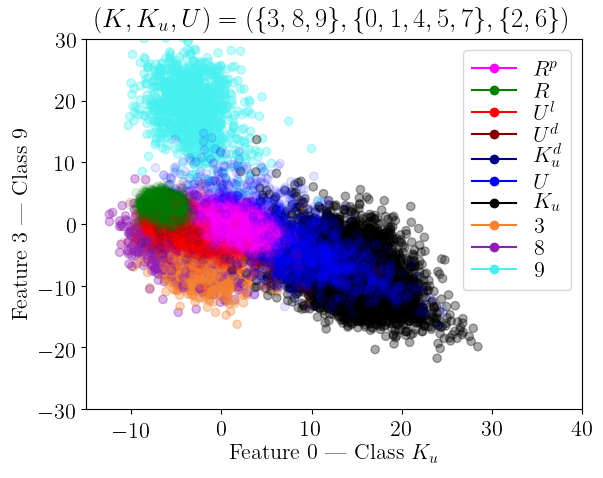 (K, K_u, U) = ({3, 8, 9}, {0, 1, 4, 5, 7}, {2, 6})
30
20
10
0
−10
−20
−30
Feature 3 — Class 9
R^p
R
U^l
U^d
K_u^d
U
K_u
3
8
9
−10 0 10 20 30 40
Feature 0 — Class K_u